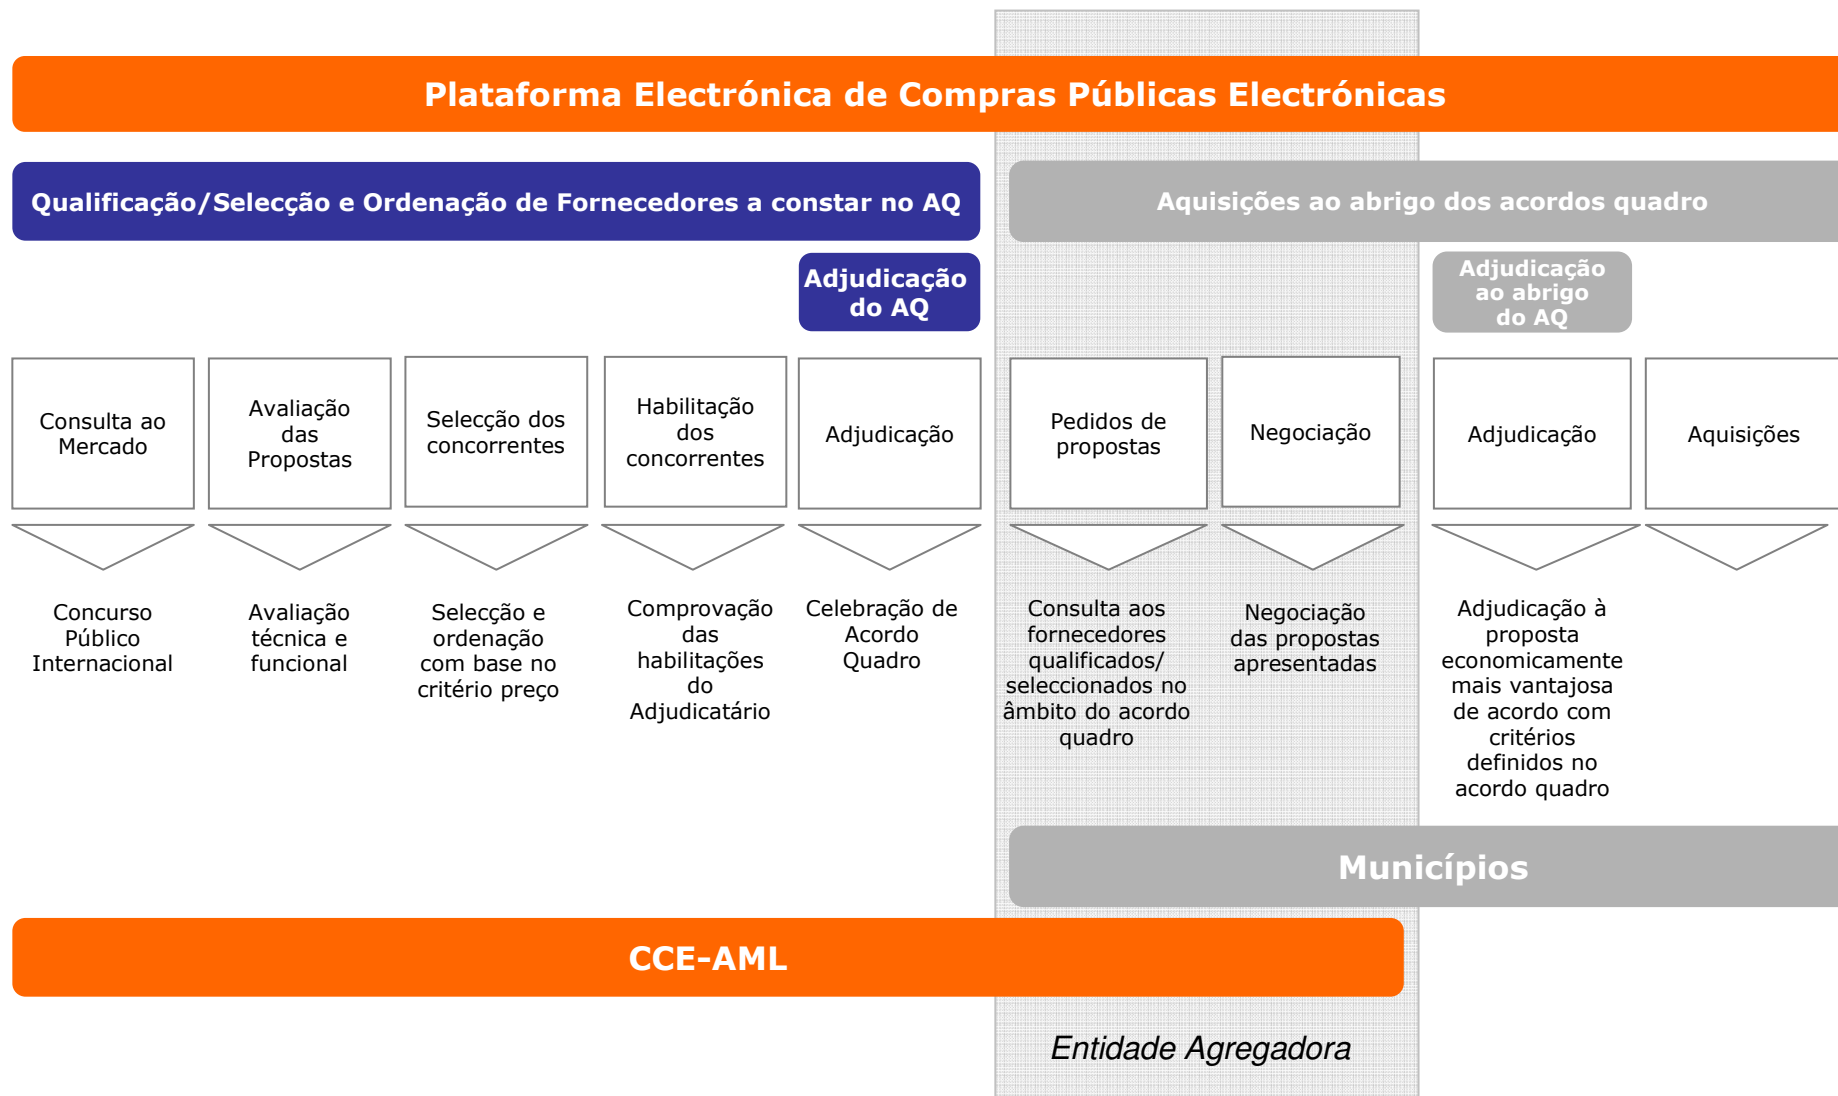 Plataforma Electrónica de Compras Públicas Electrónicas
Qualificação/Selecção e Ordenação de Fornecedores a constar no AQ
Aquisições ao abrigo dos acordos quadro
Adjudicação
do AQ
Adjudicação
ao abrigo
do AQ
Consulta ao
Mercado
Avaliação
das
Propostas
Selecção dos
concorrentes
Habilitação
dos
concorrentes
Adjudicação
Pedidos de
propostas
Negociação
Adjudicação
Aquisições
Concurso
Público
Internacional
Avaliação
técnica e
funcional
Selecção e
ordenação
com base no
critério preço
Comprovação
das
habilitações
do
Adjudicatário
Celebração de
Acordo
Quadro
Consulta aos
fornecedores
qualificados/
seleccionados no
âmbito do acordo
quadro
Negociação
das propostas
apresentadas
Adjudicação à
proposta
economicamente
mais vantajosa
de acordo com
critérios
definidos no
acordo quadro
Municípios
CCE-AML
Entidade Agregadora